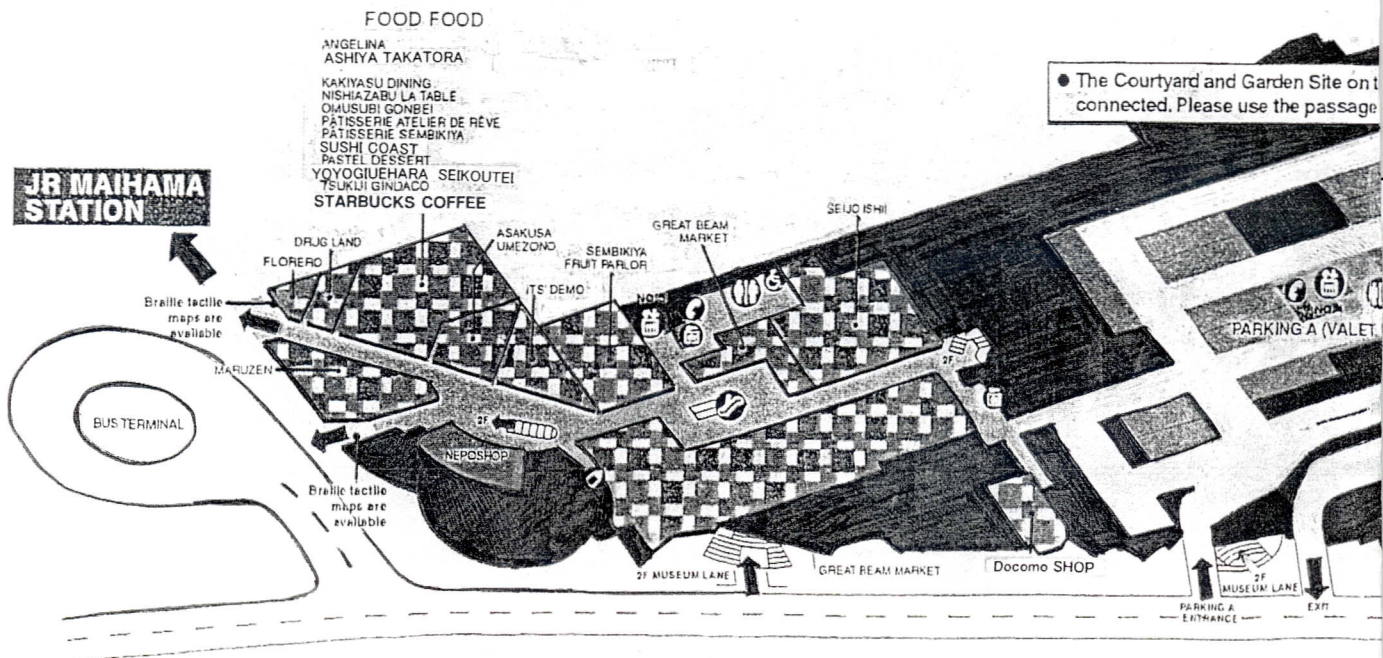 FOOD FOOD
ANGELINA
ASHIYA TAKATORA
KAKIYASU DINING
NISHIAZABU LA TABLE
OMUSUBI GONBEI
PÂTISSERIE ATELIER DE RÊVE
PÂTISSERIE SEMBIKIYA
SUSHI COAST
PASTEL DESSERT
YOYOGIUEHARA SEIKOUTEI
TSUKIJI GINDACO
STARBUCKS COFFEE
The Courtyard and Garden Site on t
connected. Please use the passage
JR MAIHAMA
STATION
DRUG LAND
FLORERO
ASAKUSA
UMEZONO
SEMBIKIYA
FRUIT PARLOR
ITS' DEMO
GREAT BEAM
MARKET
SEIJO ISHII
Braille tactile
maps are
available
MARUZEN
BUS TERMINAL
2F
NEPOSHOP
2F
PARKING A (VALET
Braille tactile
maps are
available
2F MUSEUM LANE
GREAT BEAM MARKET
Docomo SHOP
PARKING A
ENTRANCE
2F
MUSEUM LANE
EXIT